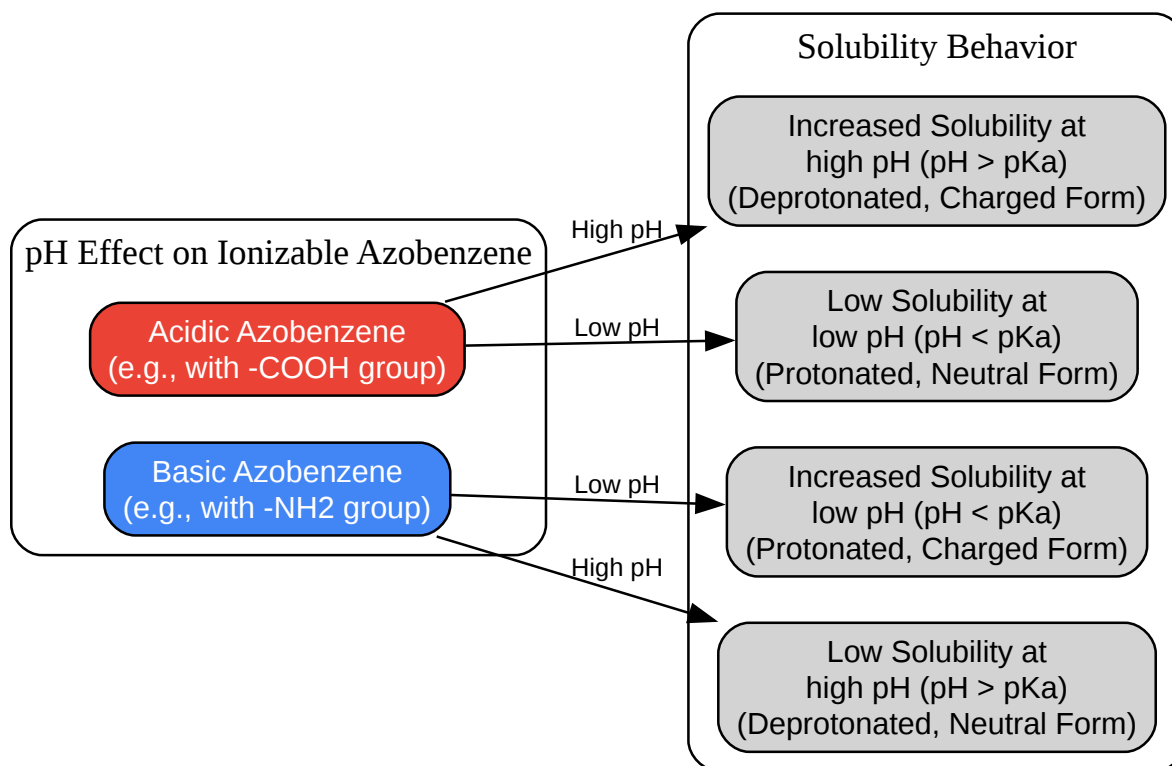 pH Effect on Ionizable Azobenzene
Acidic Azobenzene
(e.g., with -COOH group)
Basic Azobenzene
(e.g., with -NH2 group)
High pH
Low pH
Low pH
High pH
Solubility Behavior
Increased Solubility at
high pH (pH > pKa)
(Deprotonated, Charged Form)
Low Solubility at
low pH (pH < pKa)
(Protonated, Neutral Form)
Increased Solubility at
low pH (pH < pKa)
(Protonated, Charged Form)
Low Solubility at
high pH (pH > pKa)
(Deprotonated, Neutral Form)